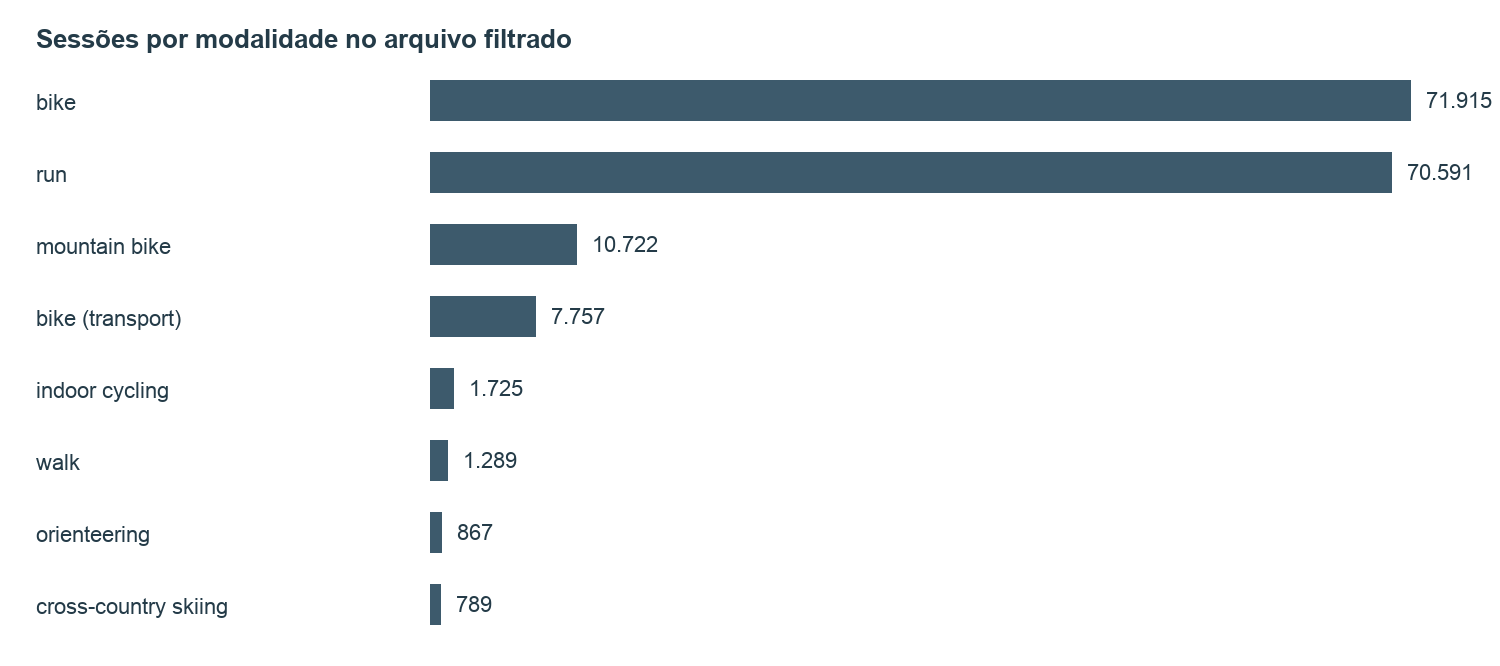 Sessões por modalidade no arquivo filtrado
bike 71.915
run 70.591
mountain bike 10.722
bike (transport) 7.757
indoor cycling 1.725
walk 1.289
orienteering 867
cross-country skiing 789